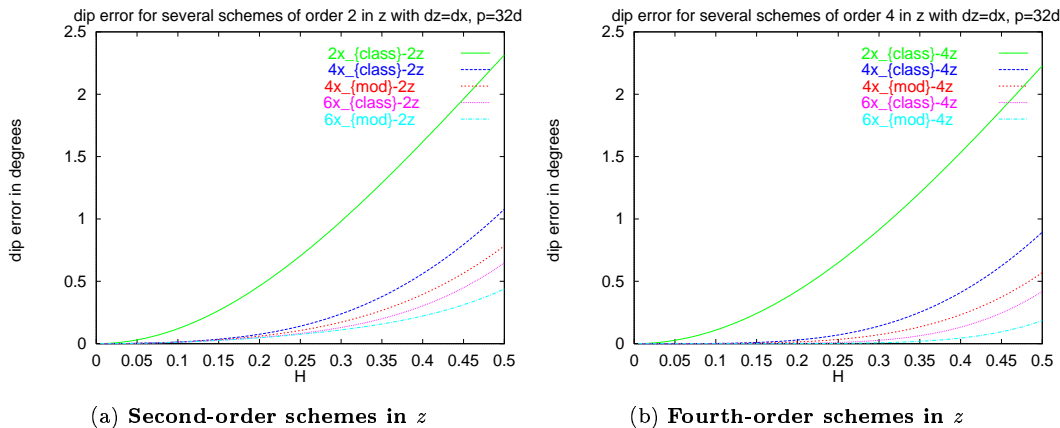 dip error for several schemes of order 2 in z with dz=dx, p=32d
2.5
2
1.5
1
0.5
0
dip error in degrees
2x_{class}-2z
4x_{class}-2z
4x_{mod}-2z
6x_{class}-2z
6x_{mod}-2z
0 0.05 0.1 0.15 0.2 0.25 0.3 0.35 0.4 0.45 0.5
H
(a) Second-order schemes in z
dip error for several schemes of order 4 in z with dz=dx, p=32d
2.5
2
1.5
1
0.5
0
dip error in degrees
2x_{class}-4z
4x_{class}-4z
4x_{mod}-4z
6x_{class}-4z
6x_{mod}-4z
0 0.05 0.1 0.15 0.2 0.25 0.3 0.35 0.4 0.45 0.5
H
(b) Fourth-order schemes in z